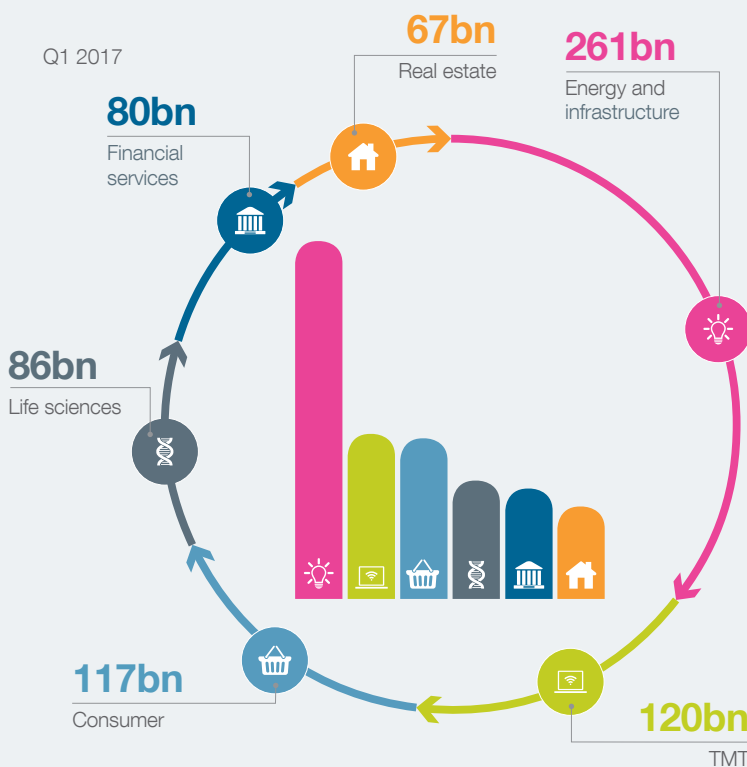 Q1 2017
67bn
Real estate
261bn
Energy and
infrastructure
80bn
Financial
services
86bn
Life sciences
117bn
Consumer
120bn
TMT